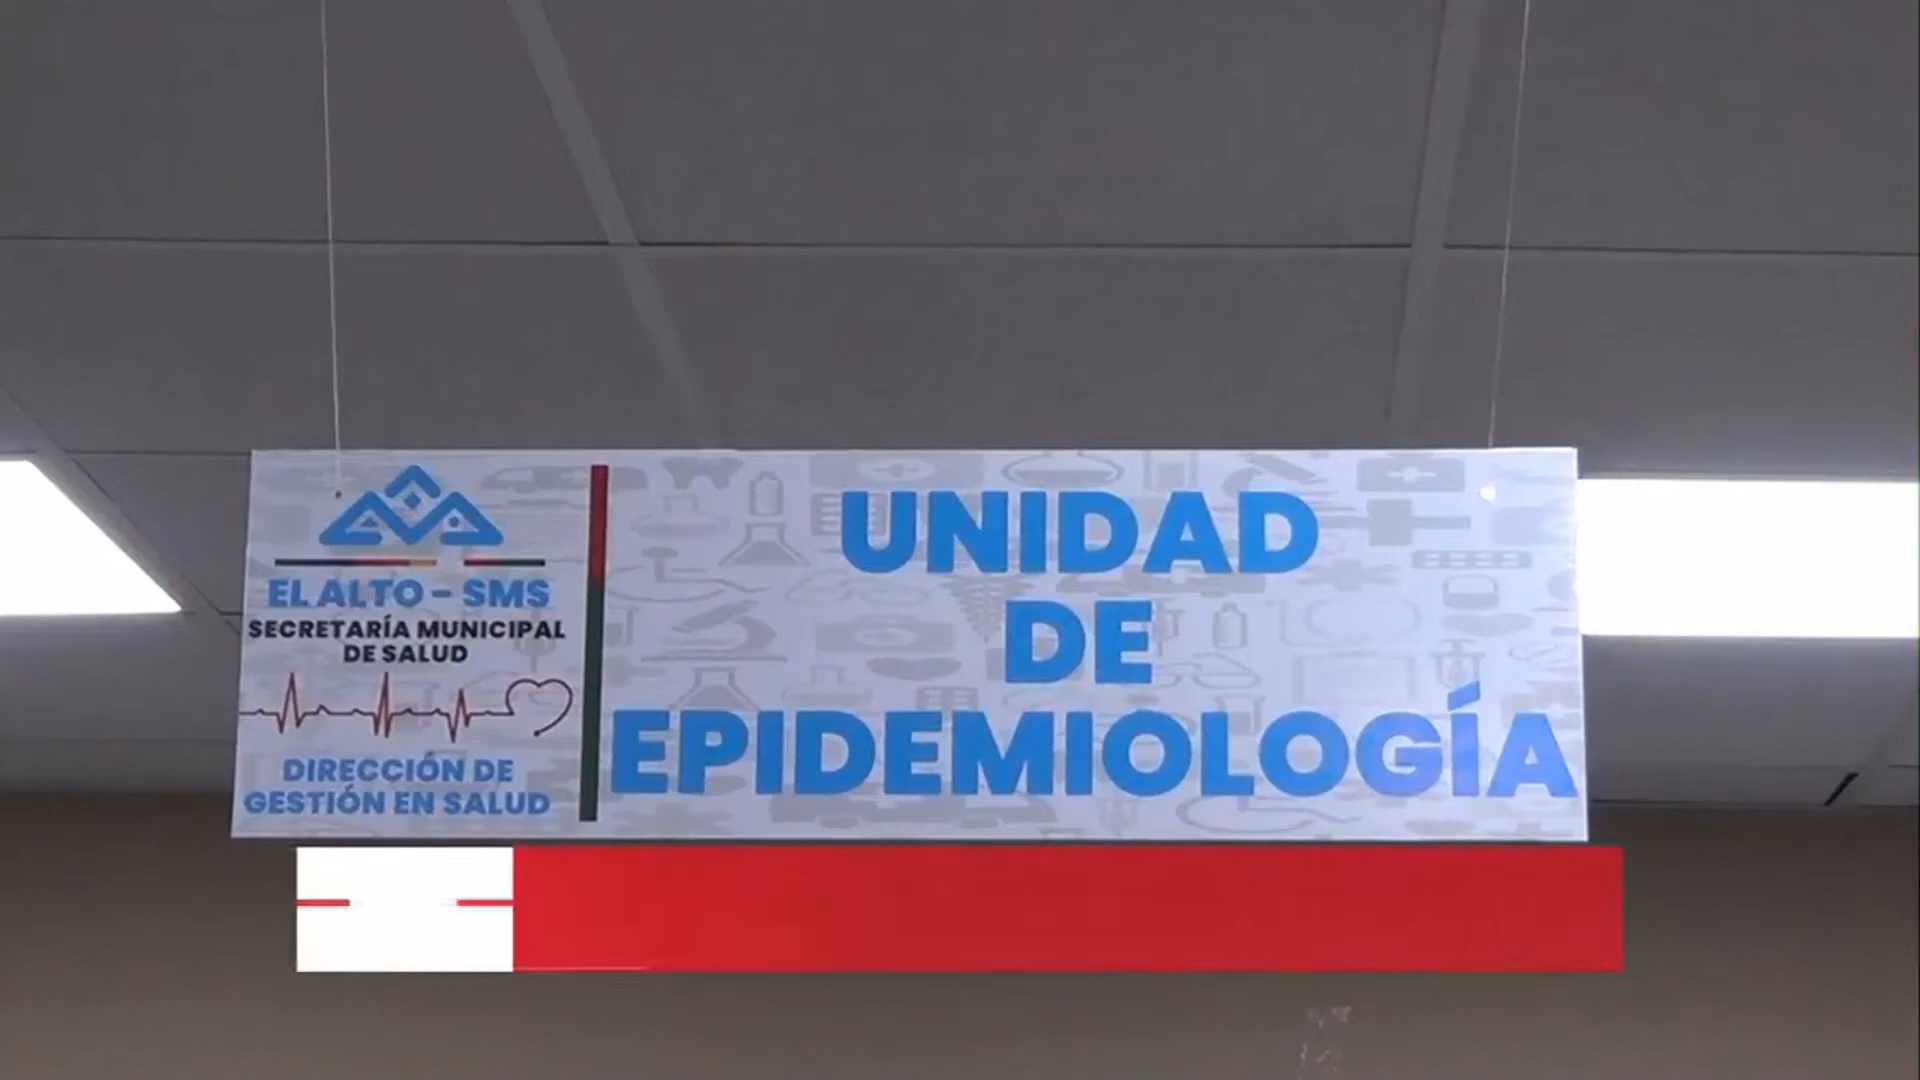 EL ALTO - SMS
SECRETARÍA MUNICIPAL
DE SALUD
DIRECCIÓN DE
GESTIÓN EN SALUD
UNIDAD
DE
EPIDEMIOLOGÍA